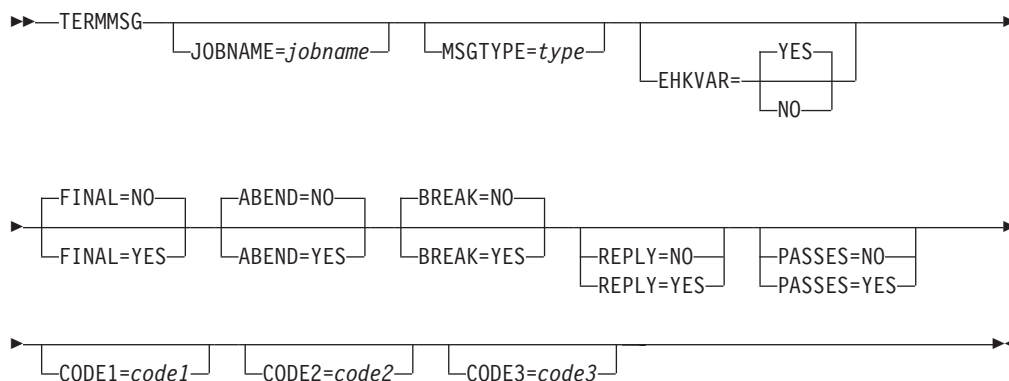 TERMMSG
JOBNAME=jobname
MSGTYPE=type
EHKVAR=
YES
NO
FINAL=NO
FINAL=YES
ABEND=NO
ABEND=YES
BREAK=NO
BREAK=YES
REPLY=NO
REPLY=YES
PASSES=NO
PASSES=YES
CODE1=code1
CODE2=code2
CODE3=code3